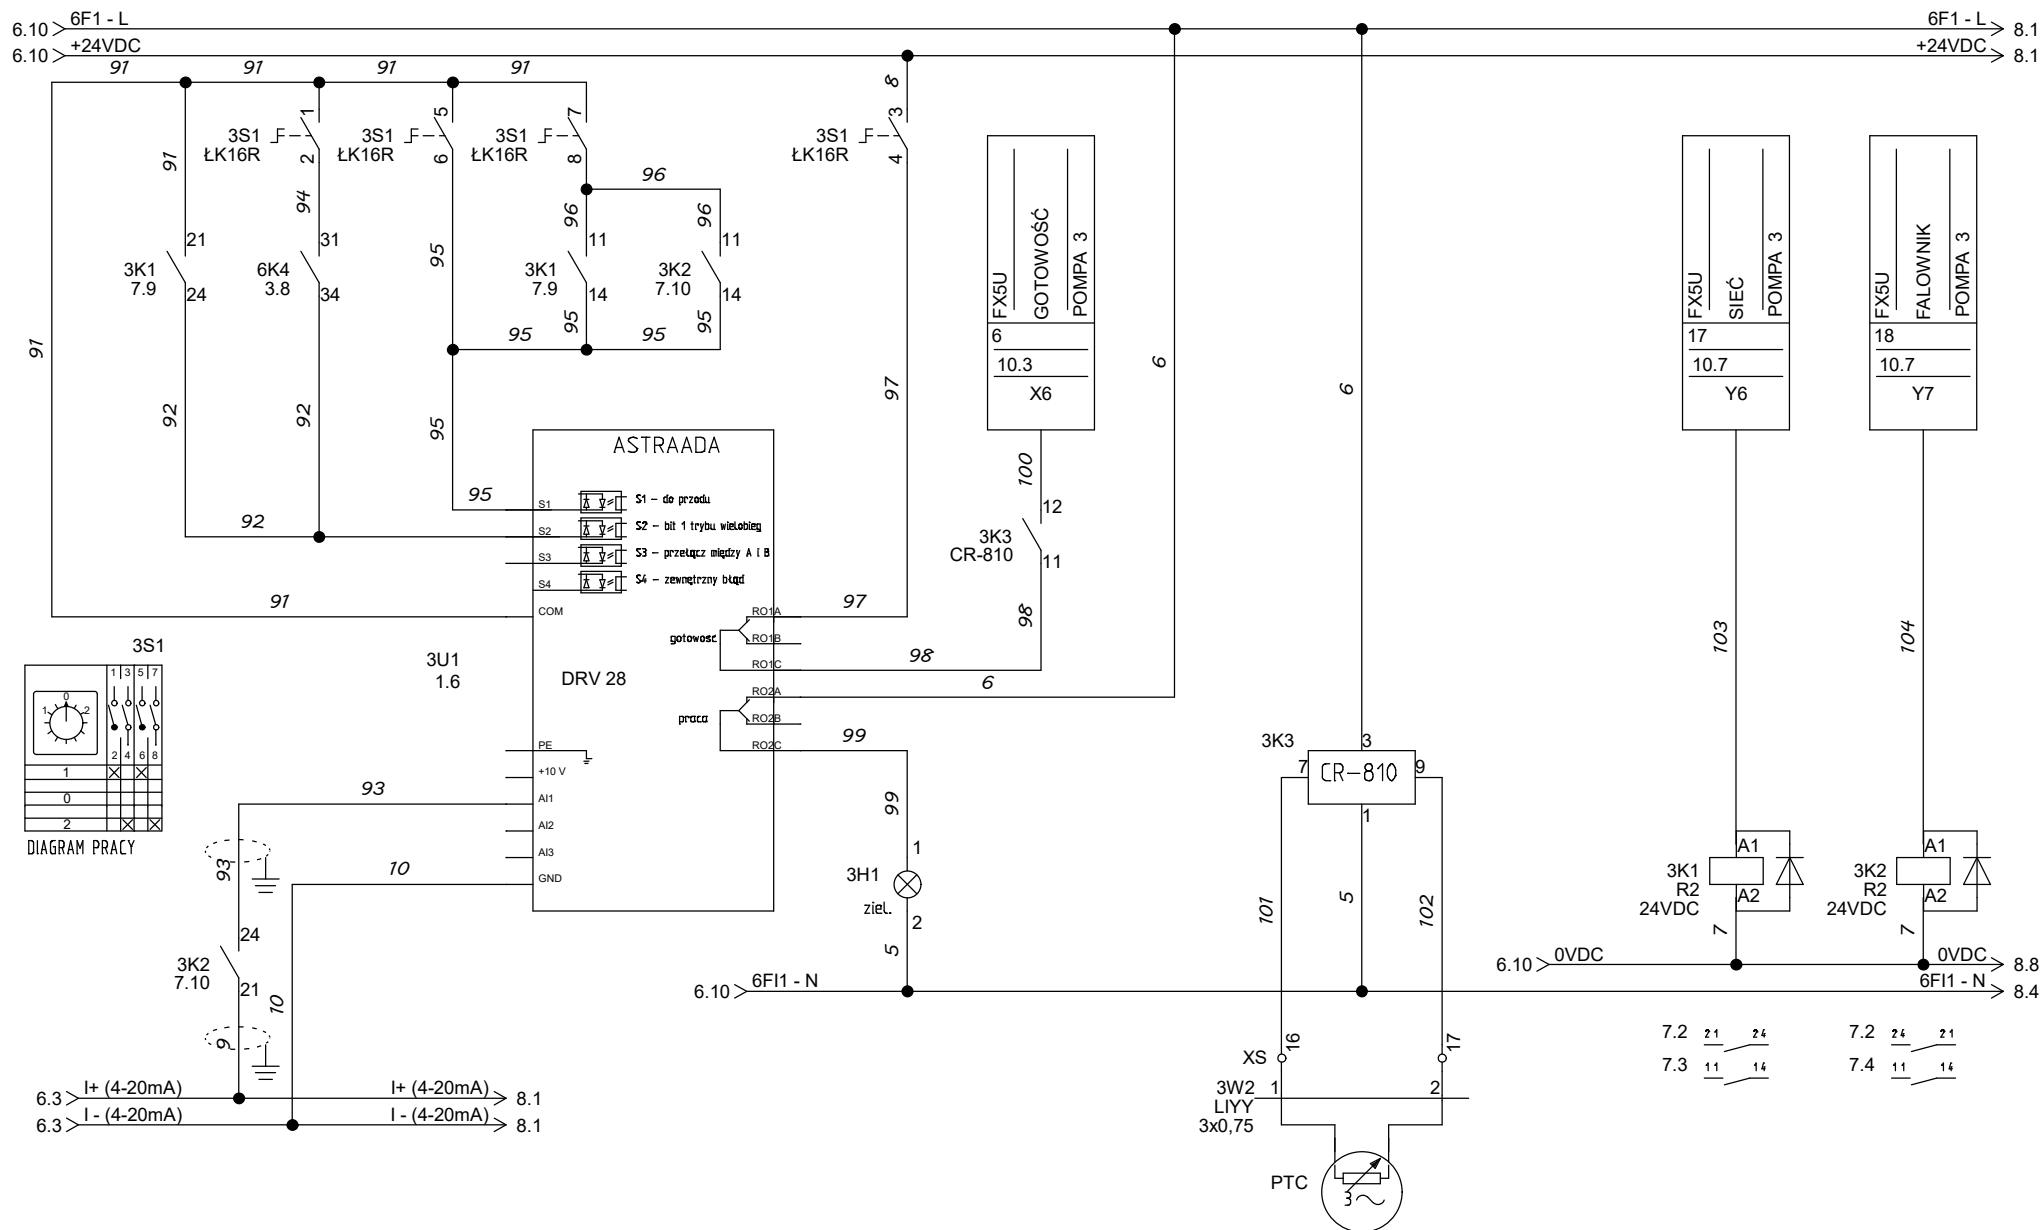 6.10 6F1 - L 6F1 - L 8.1
6.10 +24VDC +24VDC 8.1
91 91 91 91 8
1 5 7 3
3S1 3S1 3S1 3S1
ŁK16R ŁK16R ŁK16R ŁK16R
2 6 8 4
91 94 96
95 96 96
21 31 11 11
3K1 6K4 3K1 3K2
7.9 3.8 7.9 7.10
24 34 14 14
95 95
95 95
91 92 92 95 97 6 6
FX5U GOTOWOŚĆ POMPA 3
6
10.3
X6
FX5U SIEĆ POMPA 3
17
10.7
Y6
FX5U FALOWNIK POMPA 3
18
10.7
Y7
ASTRAADA
100
95 S1 S1 - do przodu
92 S2 S2 - bit 1 trybu wielobieg
S3 S3 - przełącz między A I B
S4 S4 - zewnętrzny błąd
12
3K3
CR-810
11
91 COM
RO1A 97
gotowość RO1B
RO1C 98
98
103 104
3U1
1.6
DRV 28
RO2A 6
praca RO2B
RO2C 99
3S1
1 3 5 7
0
1 2
2 4 6 8
1
0
2
DIAGRAM PRACY
PE
+10 V
93 AI1
AI2
AI3
10 GND
93
99
1
3H1
ziel.
2
5
3K3 3
7 CR-810 9
1
101 5 102
A1 A1
3K1 3K2
R2 R2
24VDC 24VDC
A2 A2
7 7
24
3K2
7.10
21
10
9
6.10 0VDC 0VDC 8.8
6.10 6FI1 - N 6FI1 - N 8.4
7.2 21 24 7.2 24 21
7.3 11 14 7.4 11 14
XS 16 17
3W2 1 2
LIYY
3x0,75
6.3 I+ (4-20mA) I+ (4-20mA) 8.1
6.3 I - (4-20mA) I - (4-20mA) 8.1
PTC
3